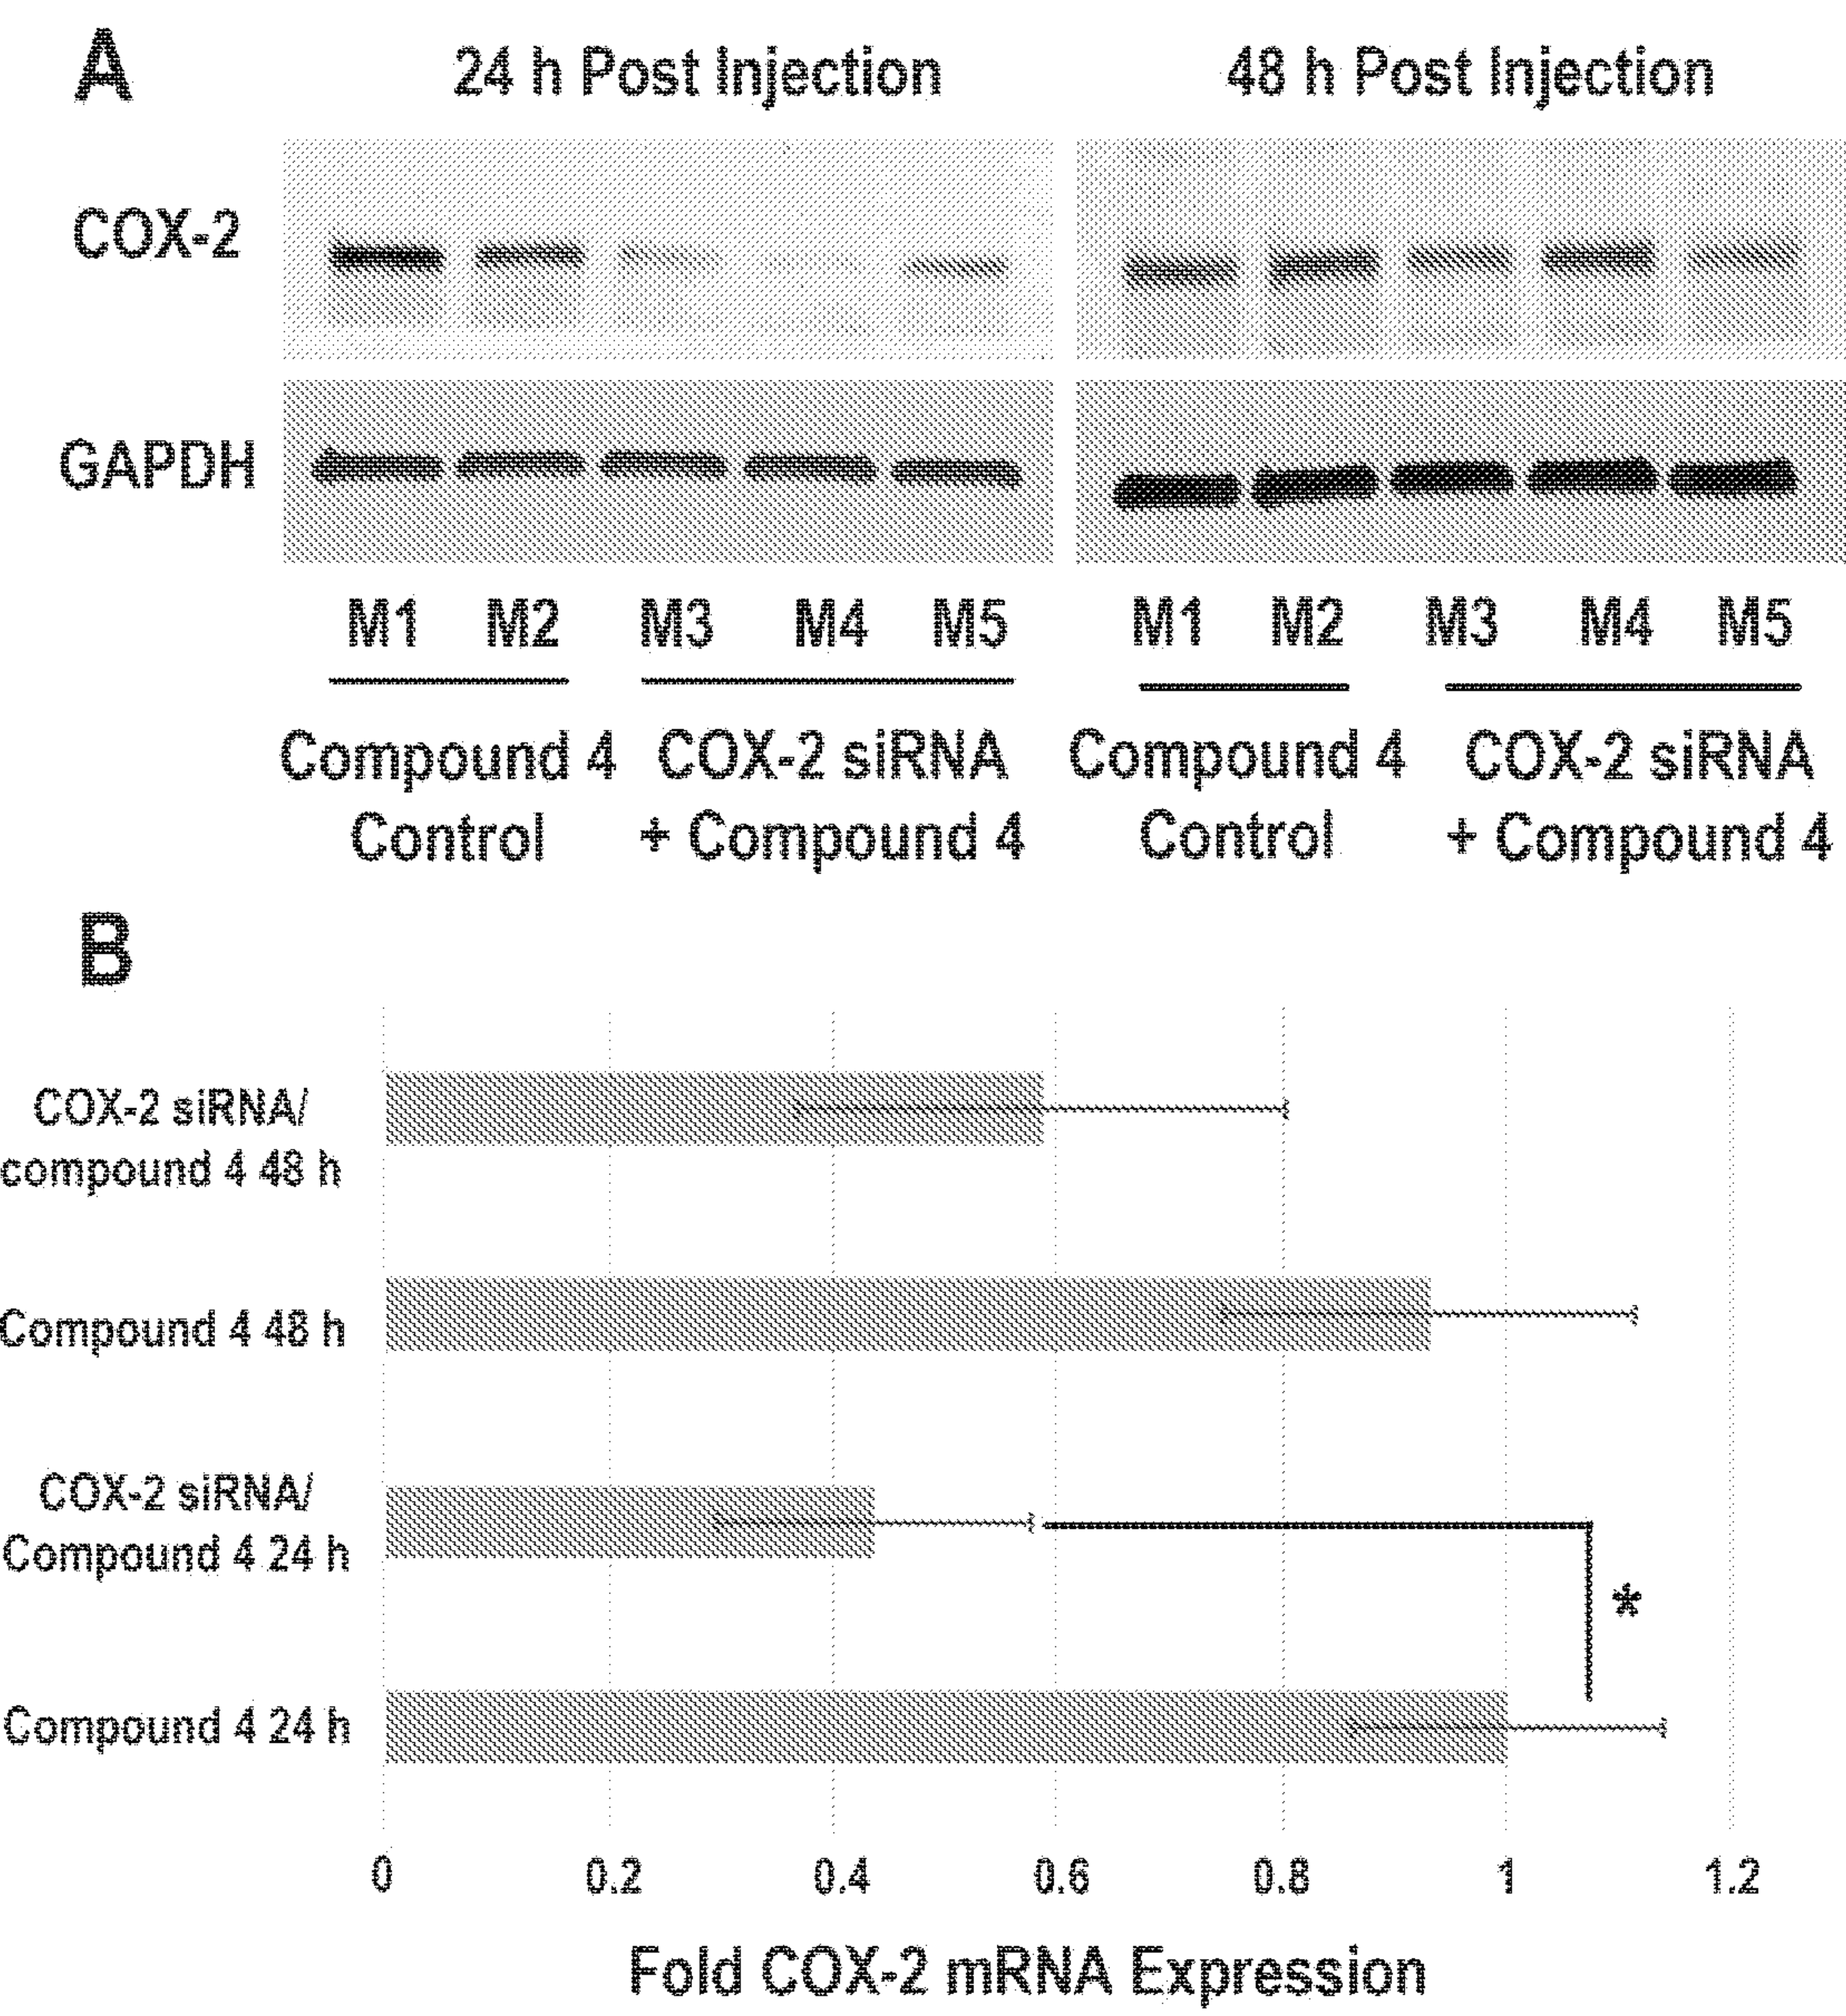 A
24 h Post Injection
48 h Post Injection
COX-2
GAPDH
M1 M2 M3 M4 M5
M1 M2 M3 M4 M5
Compound 4
Control
COX-2 siRNA
+ Compound 4
Compound 4
Control
COX-2 siRNA
+ Compound 4
B
COX-2 siRNA/
compound 4 48 h
Compound 4 48 h
COX-2 siRNA/
Compound 4 24 h
*
Compound 4 24 h
0 0.2 0.4 0.6 0.8 1 1.2
Fold COX-2 mRNA Expression